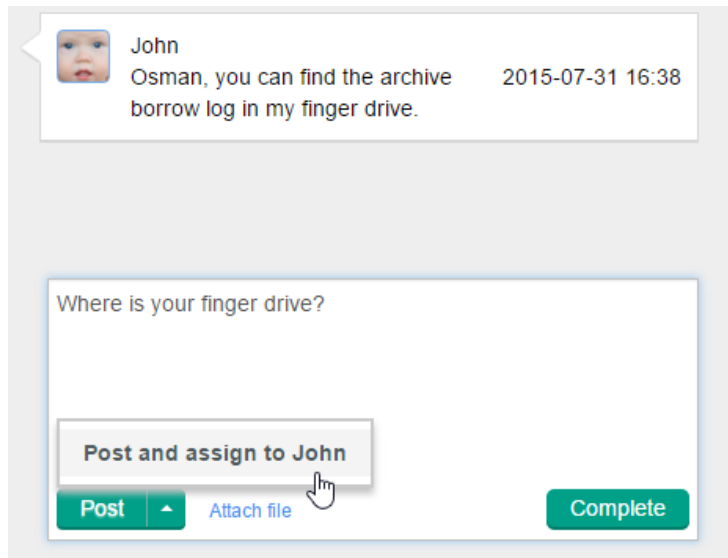 John
Osman, you can find the archive 2015-07-31 16:38
borrow log in my finger drive.
Where is your finger drive?
Post and assign to John
Post Attach file Complete